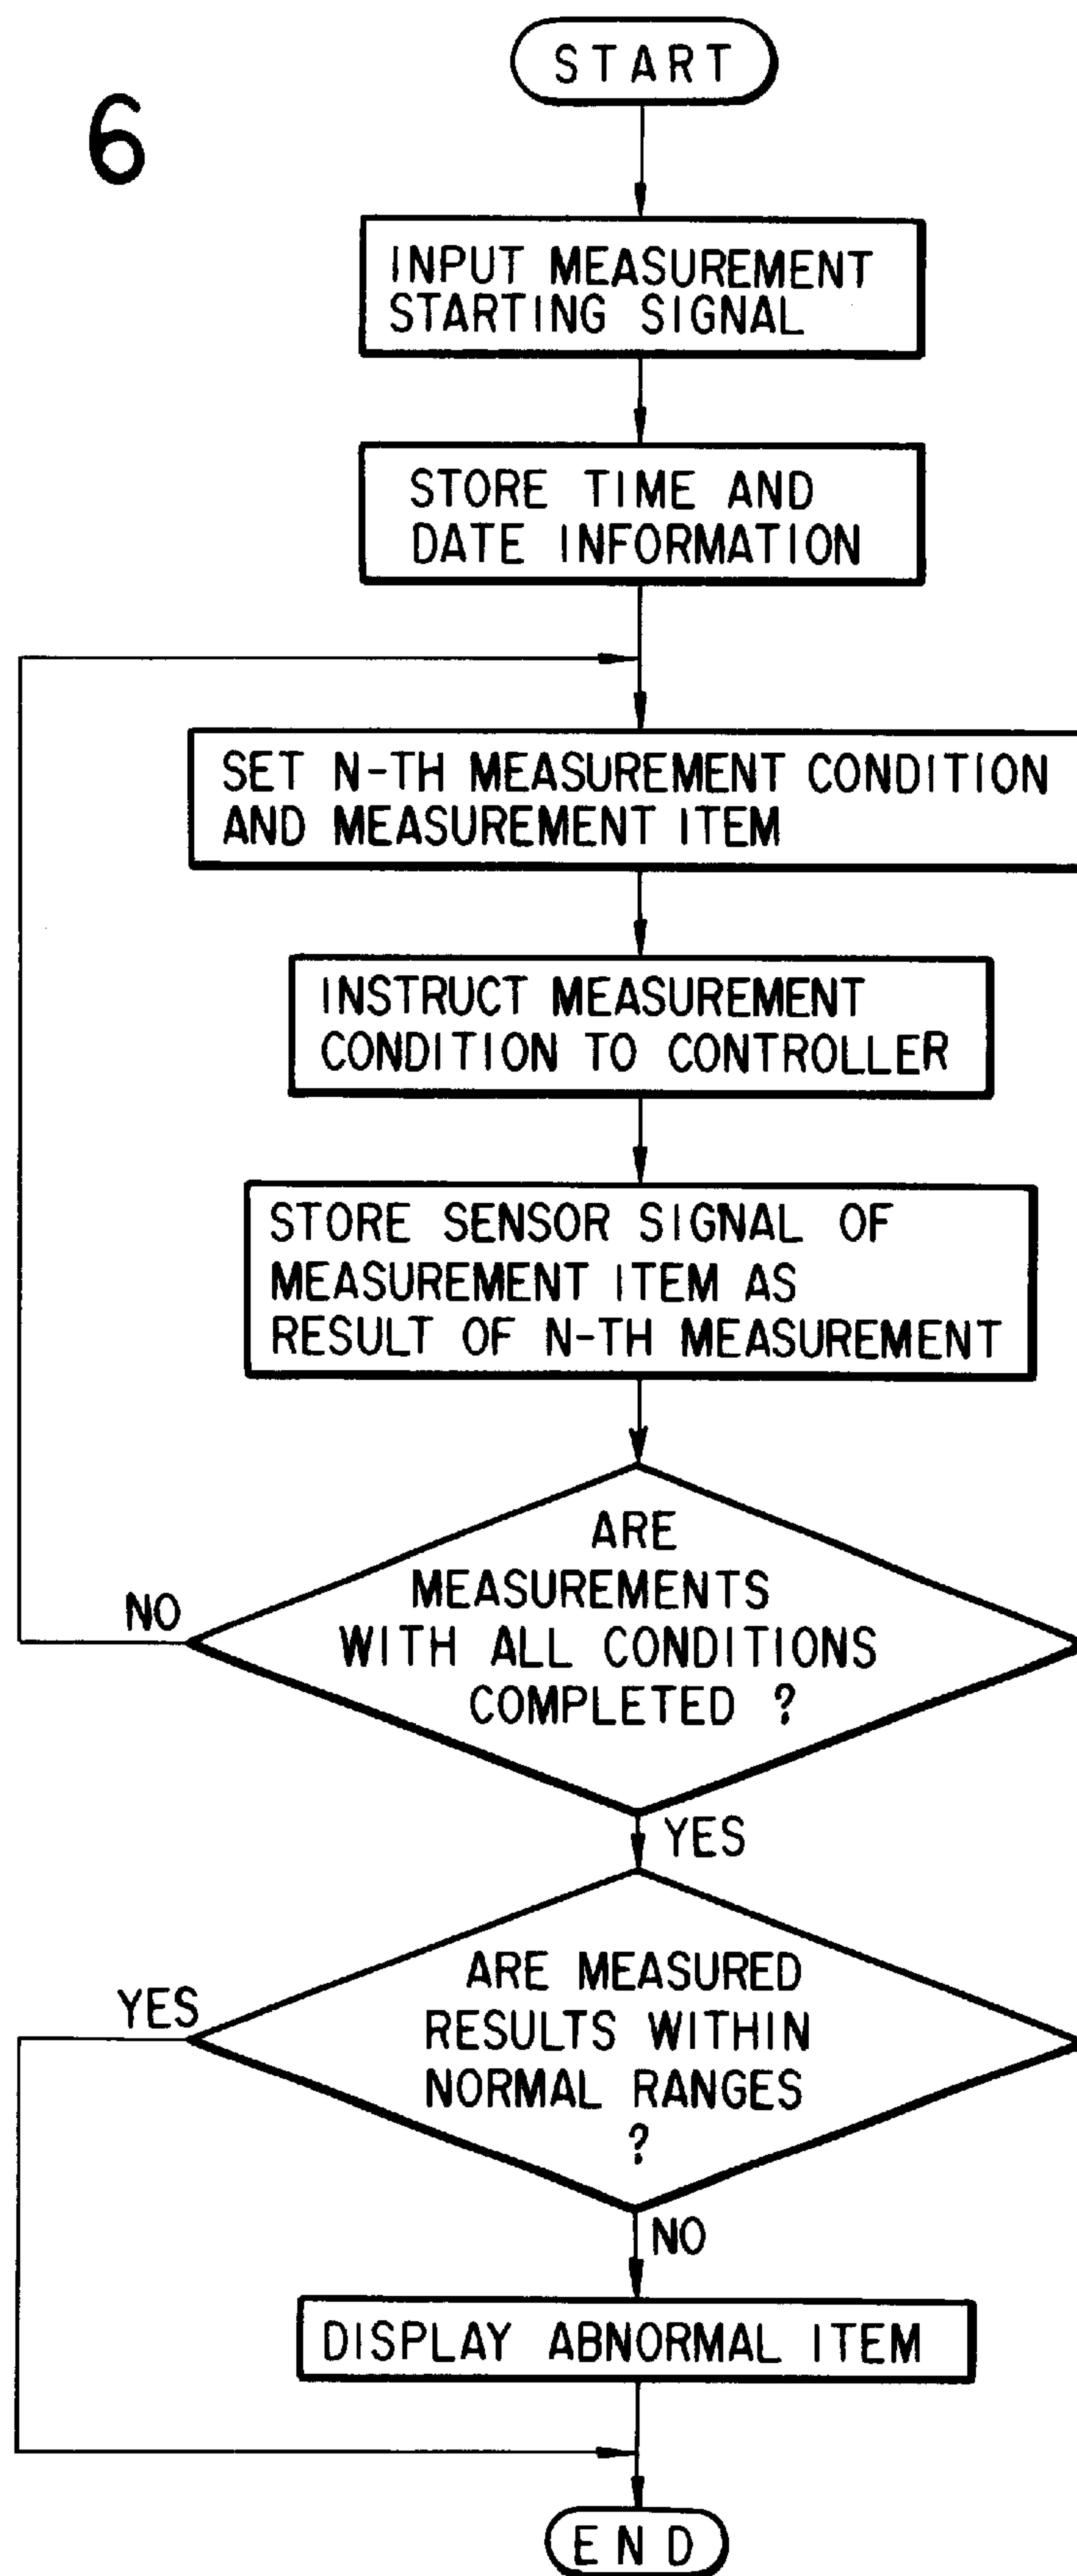 6
START
INPUT MEASUREMENT
STARTING SIGNAL
STORE TIME AND
DATE INFORMATION
SET N-TH MEASUREMENT CONDITION
AND MEASUREMENT ITEM
INSTRUCT MEASUREMENT
CONDITION TO CONTROLLER
STORE SENSOR SIGNAL OF
MEASUREMENT ITEM AS
RESULT OF N-TH MEASUREMENT
ARE
MEASUREMENTS
WITH ALL CONDITIONS
COMPLETED ?
NO
YES
ARE MEASURED
RESULTS WITHIN
NORMAL RANGES
?
YES
NO
DISPLAY ABNORMAL ITEM
END